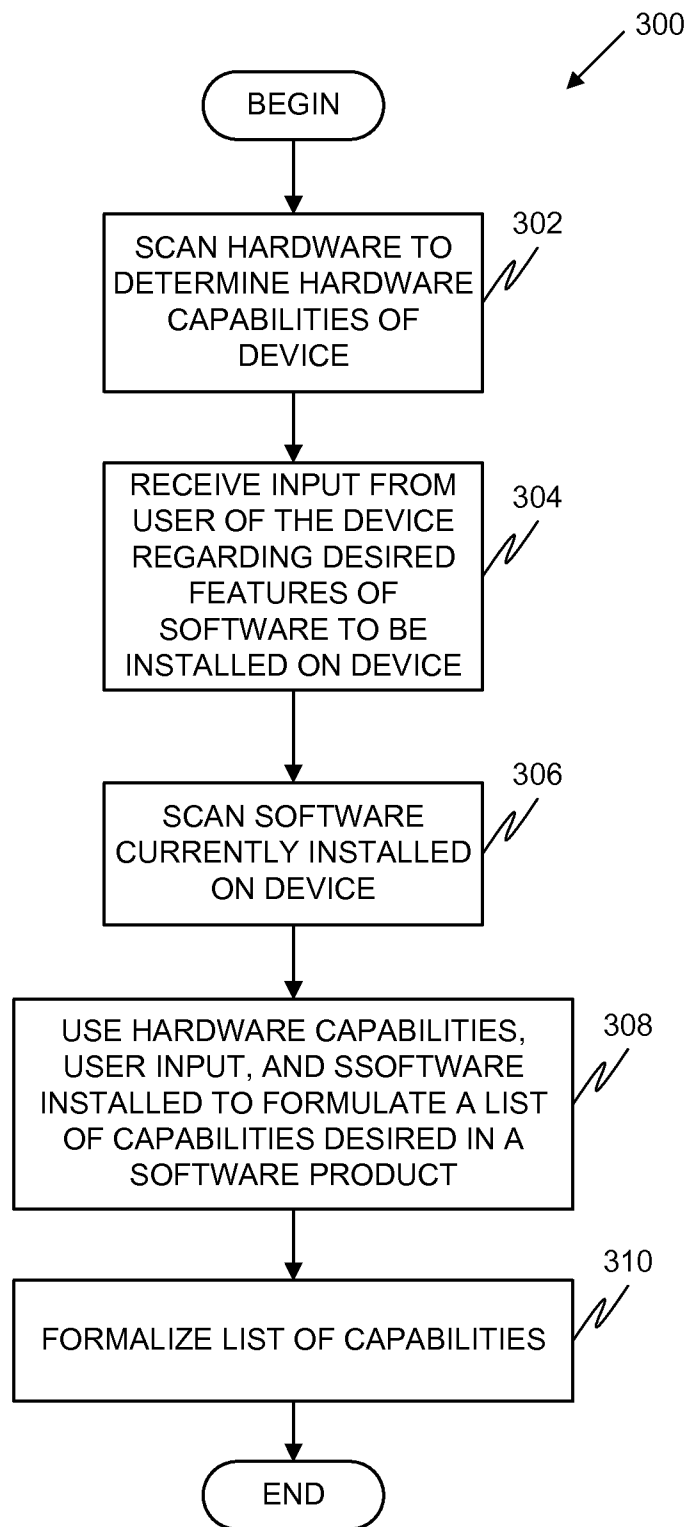 300
BEGIN
302
SCAN HARDWARE TO
DETERMINE HARDWARE
CAPABILITIES OF
DEVICE
304
RECEIVE INPUT FROM
USER OF THE DEVICE
REGARDING DESIRED
FEATURES OF
SOFTWARE TO BE
INSTALLED ON DEVICE
306
SCAN SOFTWARE
CURRENTLY INSTALLED
ON DEVICE
308
USE HARDWARE CAPABILITIES,
USER INPUT, AND SSOFTWARE
INSTALLED TO FORMULATE A LIST
OF CAPABILITIES DESIRED IN A
SOFTWARE PRODUCT
310
FORMALIZE LIST OF CAPABILITIES
END